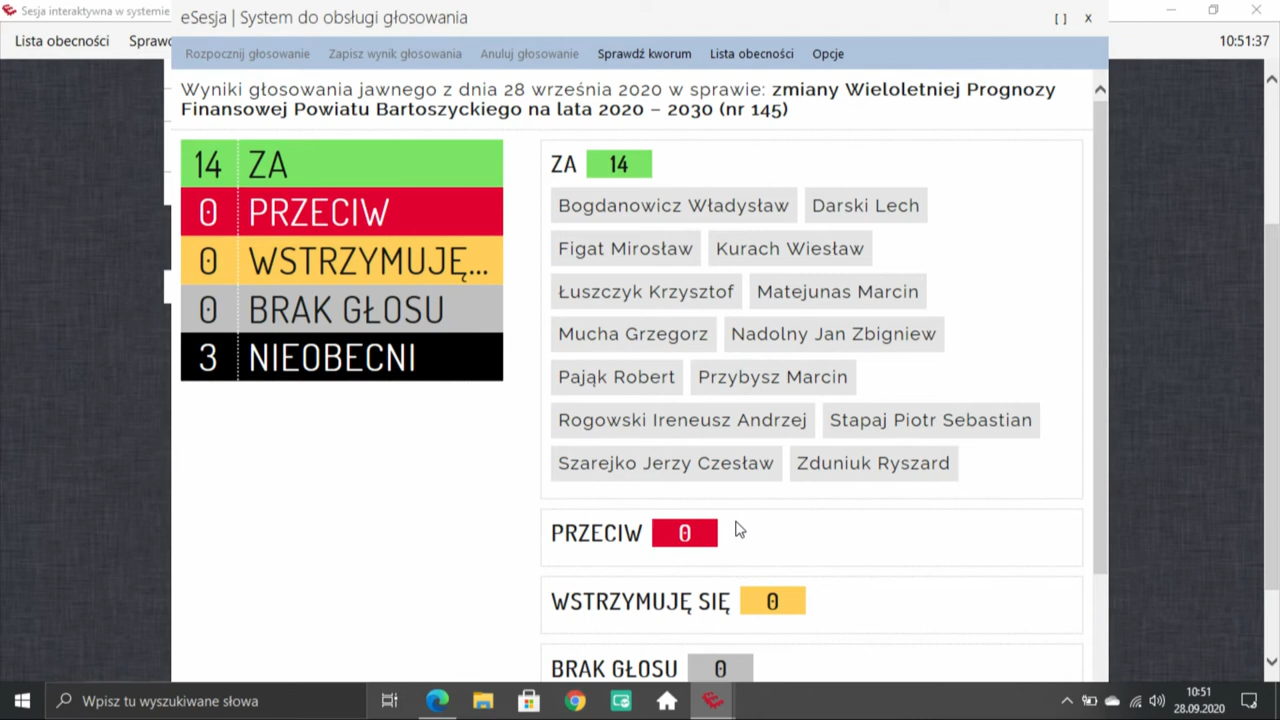 Sesja interaktywna w systemie
eSesja | System do obsługi głosowania
[ ] x
Lista obecności
10:51:37
Rozpocznij głosowanie Zapisz wynik głosowania Anuluj głosowanie Sprawdź kworum Lista obecności Opcje
Wyniki głosowania jawnego z dnia 28 września 2020 w sprawie: zmiany Wieloletniej Prognozy
Finansowej Powiatu Bartoszyckiego na lata 2020 – 2030 (nr 145)
14 ZA
0 PRZECIW
0 WSTRZYMUJĘ...
0 BRAK GŁOSU
3 NIEOBECNI
ZA 14
Bogdanowicz Władysław Darski Lech
Figat Mirosław Kurach Wiesław
Łuszczyk Krzysztof Matejunas Marcin
Mucha Grzegorz Nadolny Jan Zbigniew
Pająk Robert Przybysz Marcin
Rogowski Ireneusz Andrzej Stapaj Piotr Sebastian
Szarejko Jerzy Czesław Zduniuk Ryszard
PRZECIW 0
WSTRZYMUJĘ SIĘ 0
BRAK GŁOSU 0
Wpisz tu wyszukiwane słowa
10:51
28.09.2020